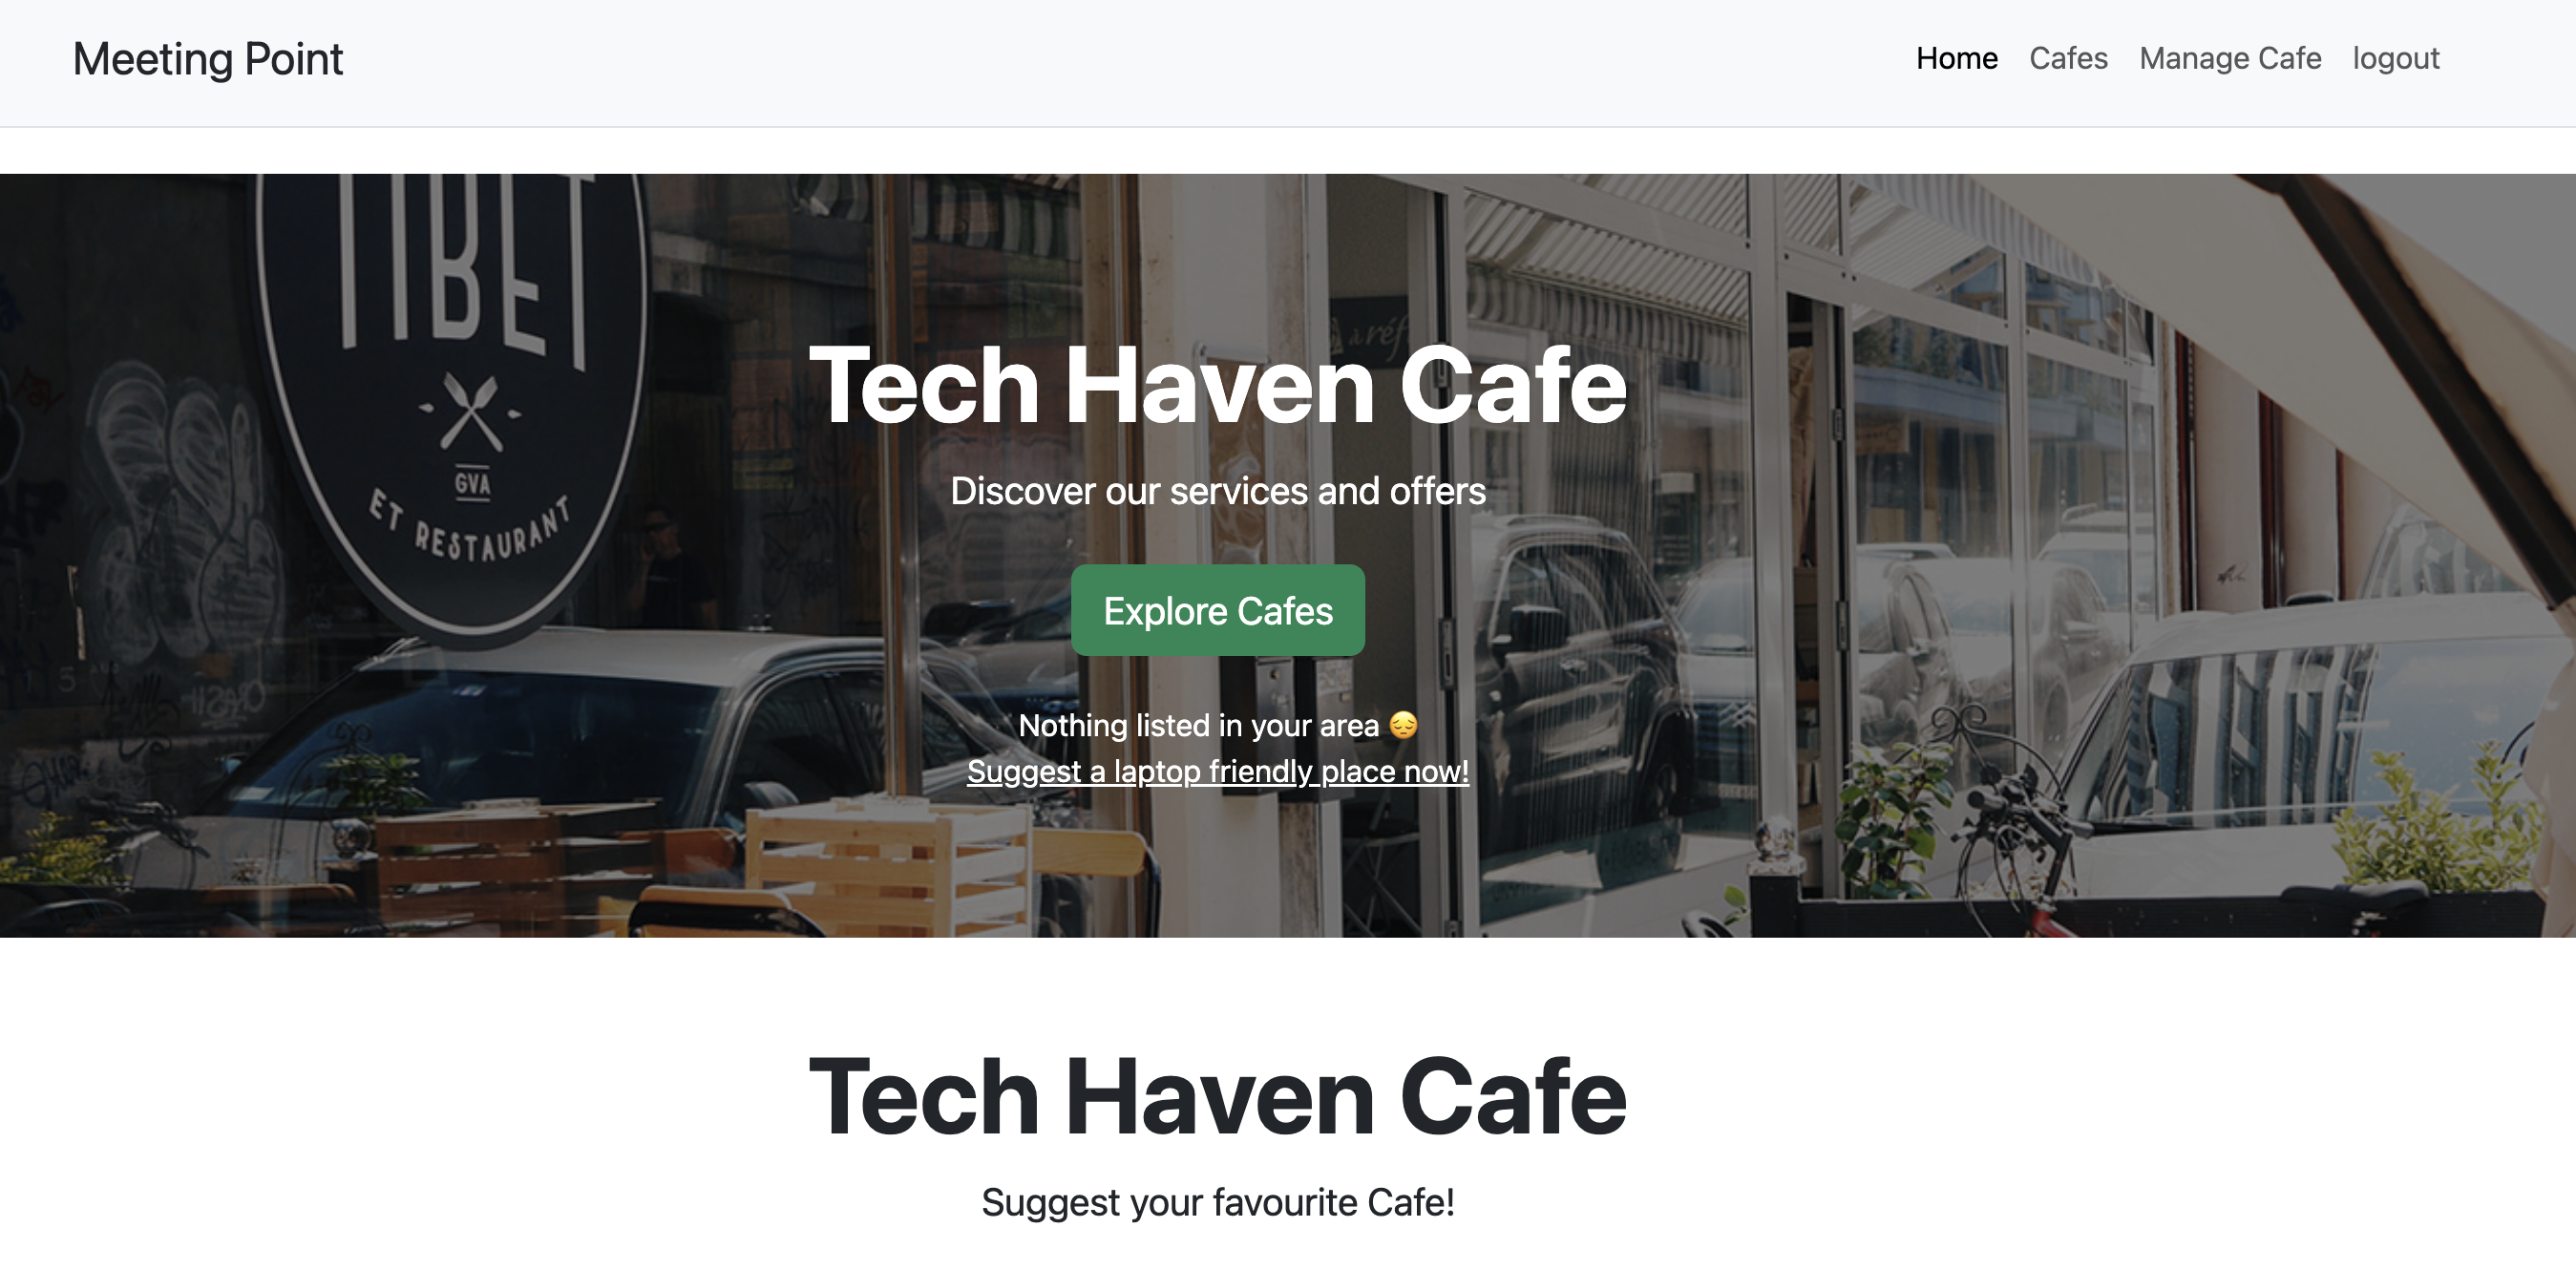 Meeting Point
Home Cafes Manage Cafe logout
TIBET
GVA
ET RESTAURANT
Tech Haven Cafe
Discover our services and offers
Explore Cafes
Nothing listed in your area 😔
Suggest a laptop friendly place now!
Tech Haven Cafe
Suggest your favourite Cafe!